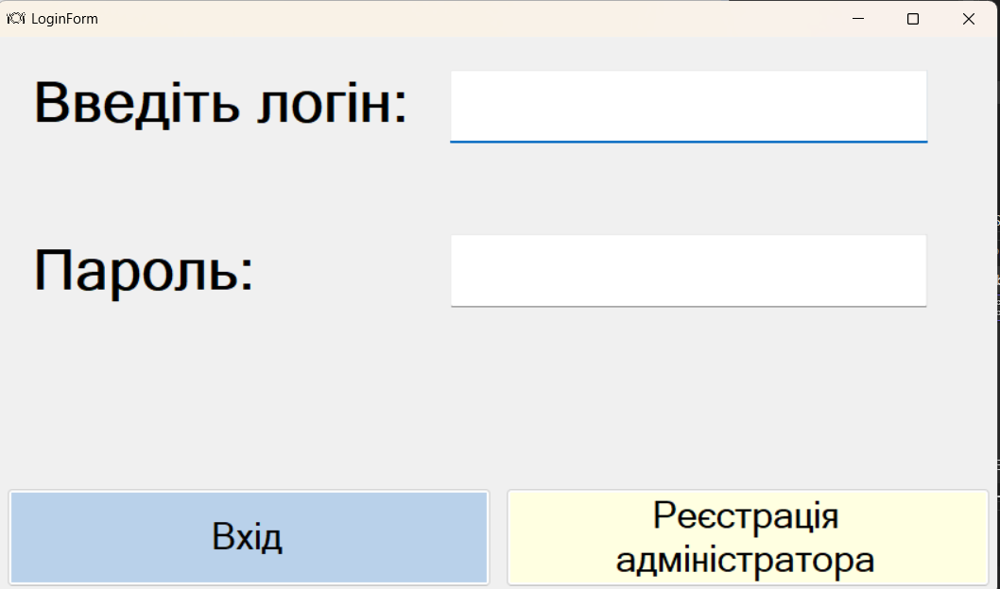 LoginForm
Введіть логін:
Пароль:
Вхід
Реєстрація
адміністратора